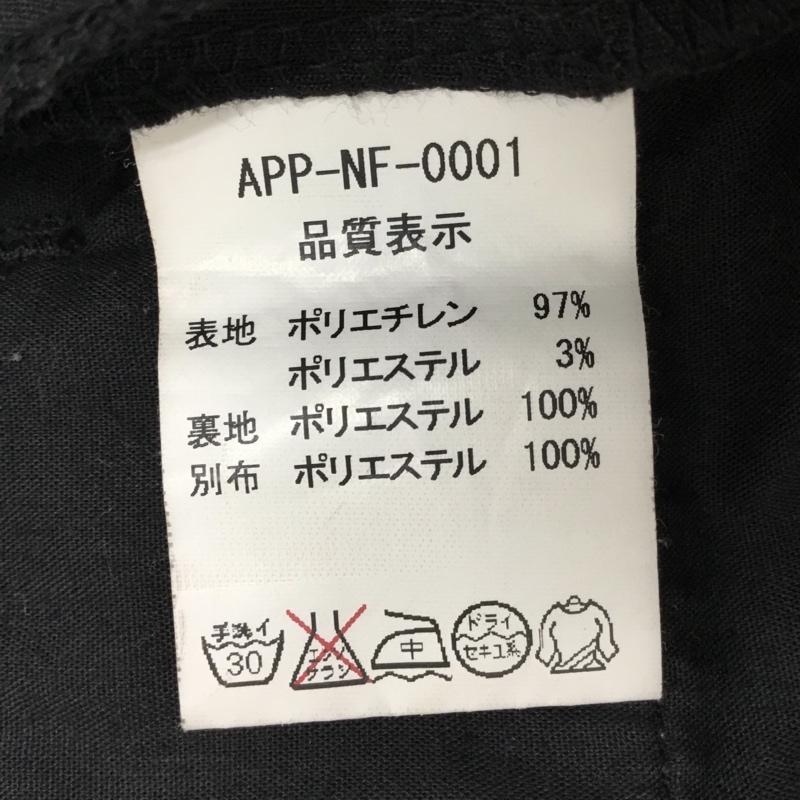 APP-NF-0001
品質表示
表地 ポリエチレン 97%
ポリエステル 3%
裏地 ポリエステル 100%
別布 ポリエステル 100%
手洗イ 30
エンソ サラシ
中
ドライ セキユ系